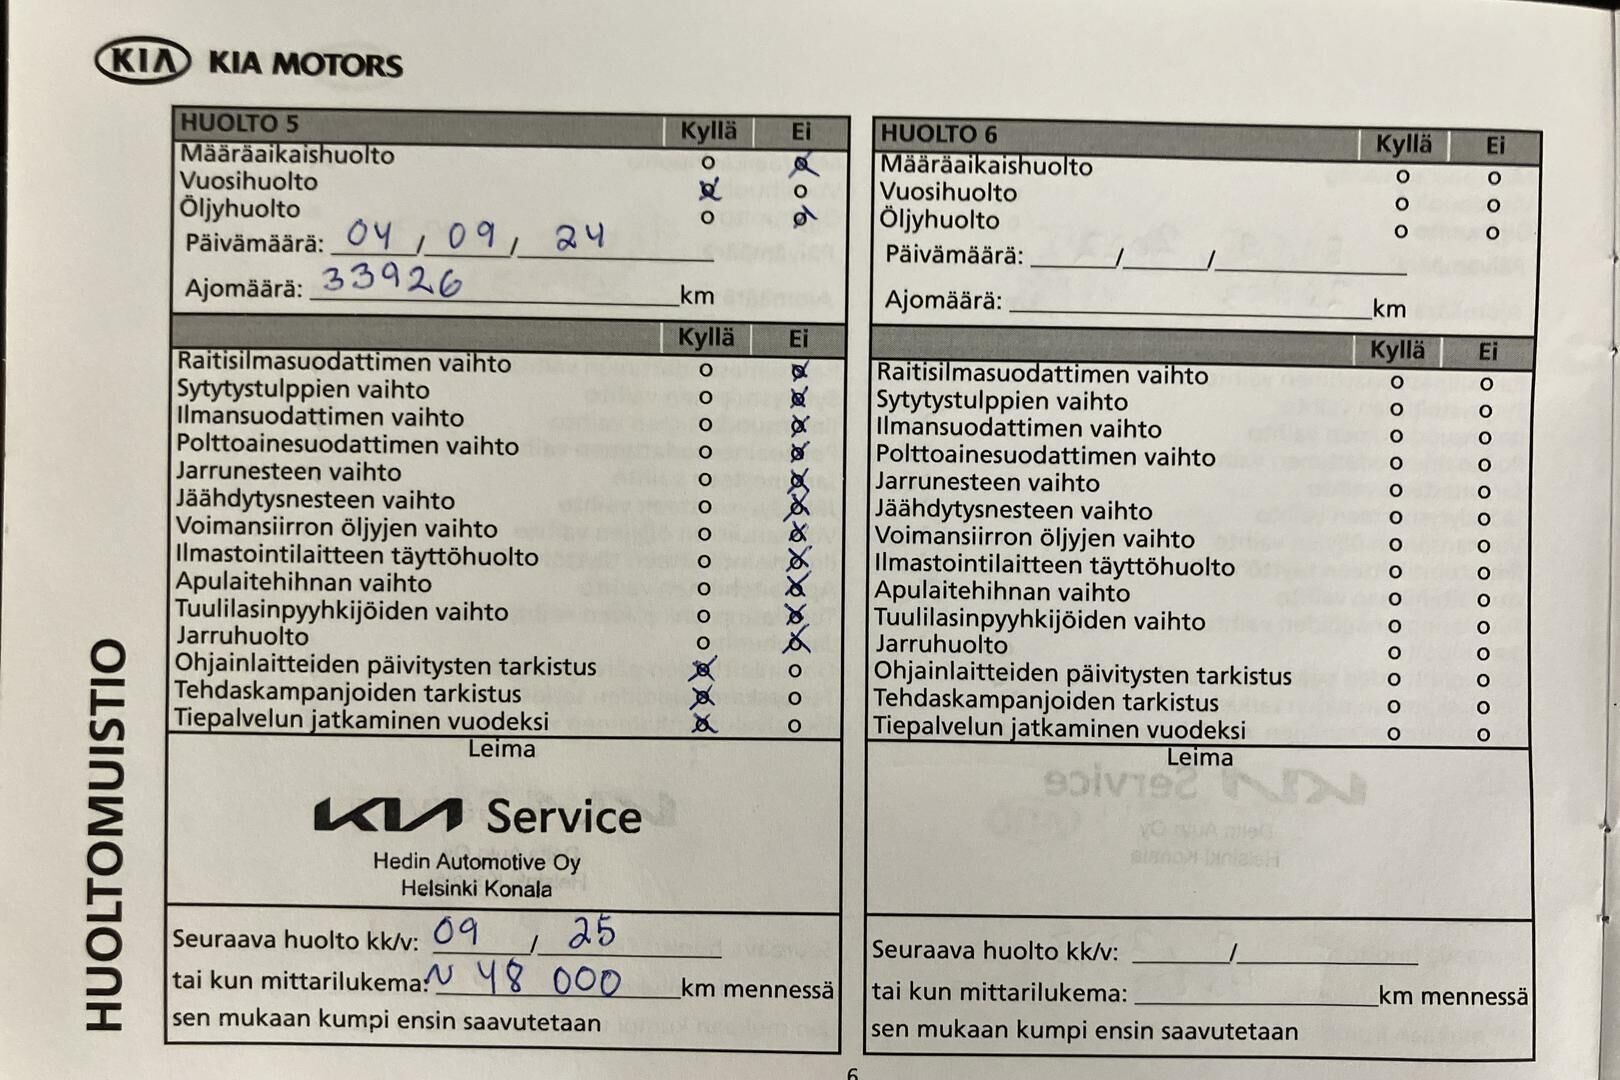 KIA KIA MOTORS
HUOLTOMUISTIO
HUOLTO 5 Kyllä Ei
Määräaikaishuolto
Vuosihuolto
Öljyhuolto
Päivämäärä: 04 / 09 / 24
Ajomäärä: 33926 km
Kyllä Ei
Raitisilmasuodattimen vaihto
Sytytystulppien vaihto
Ilmansuodattimen vaihto
Polttoainesuodattimen vaihto
Jarrunesteen vaihto
Jäähdytysnesteen vaihto
Voimansiirron öljyjen vaihto
Ilmastointilaitteen täyttöhuolto
Apulaitehihnan vaihto
Tuulilasinpyyhkijöiden vaihto
Jarruhuolto
Ohjainlaitteiden päivitysten tarkistus
Tehdaskampanjoiden tarkistus
Tiepalvelun jatkaminen vuodeksi
Leima
KIA Service
Hedin Automotive Oy
Helsinki Konala
Seuraava huolto kk/v: 09 / 25
tai kun mittarilukema: ~ 48 000 km mennessä
sen mukaan kumpi ensin saavutetaan
HUOLTO 6 Kyllä Ei
Määräaikaishuolto
Vuosihuolto
Öljyhuolto
Päivämäärä: / /
Ajomäärä: km
Kyllä Ei
Raitisilmasuodattimen vaihto
Sytytystulppien vaihto
Ilmansuodattimen vaihto
Polttoainesuodattimen vaihto
Jarrunesteen vaihto
Jäähdytysnesteen vaihto
Voimansiirron öljyjen vaihto
Ilmastointilaitteen täyttöhuolto
Apulaitehihnan vaihto
Tuulilasinpyyhkijöiden vaihto
Jarruhuolto
Ohjainlaitteiden päivitysten tarkistus
Tehdaskampanjoiden tarkistus
Tiepalvelun jatkaminen vuodeksi
Leima
Seuraava huolto kk/v: /
tai kun mittarilukema: km mennessä
sen mukaan kumpi ensin saavutetaan
6